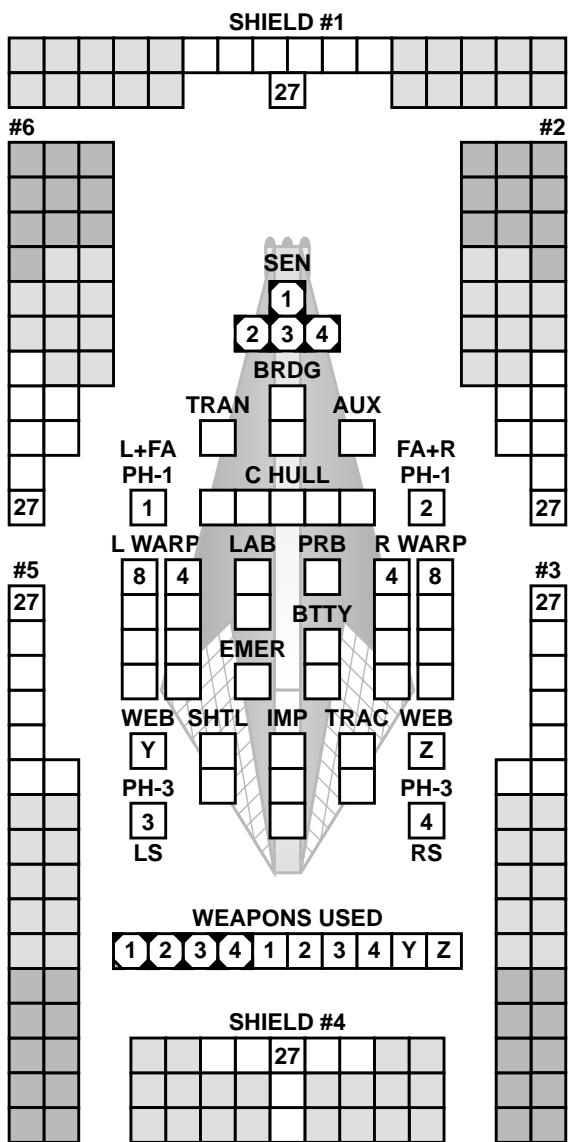 SHIELD #1
27
#6
#2
SEN
1
2 3 4
BRDG
TRAN AUX
L+FA FA+R
PH-1 C HULL PH-1
1 2
27 27
L WARP LAB PRB R WARP
#5 #3
8 4 4 8
27 27
BTTY
EMER
WEB SHTL IMP TRAC WEB
Y Z
PH-3 PH-3
3 4
LS RS
WEAPONS USED
1 2 3 4 1 2 3 4 Y Z
SHIELD #4
27